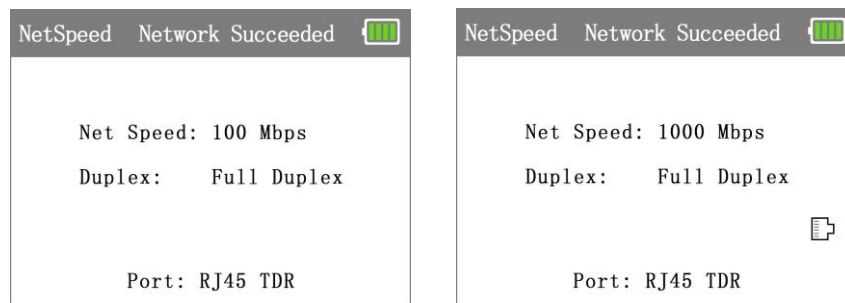 NetSpeed Network Succeeded
Net Speed: 100 Mbps
Duplex: Full Duplex
Port: RJ45 TDR
NetSpeed Network Succeeded
Net Speed: 1000 Mbps
Duplex: Full Duplex
Port: RJ45 TDR